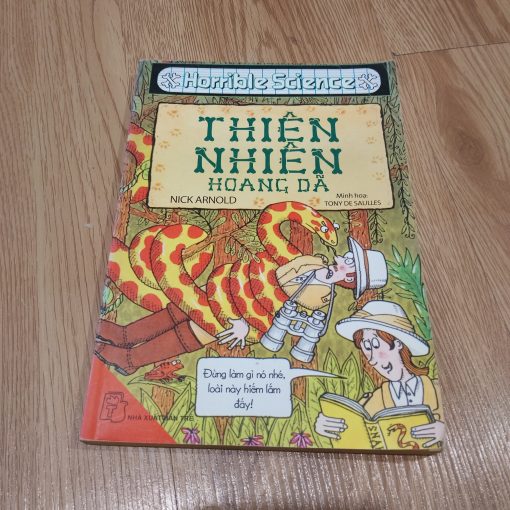 Horrible Science
THIÊN
NHIÊN
HOANG DÃ
NICK ARNOLD
Minh hoạ:
TONY DE SAULLES
Đừng làm gì nó nhé,
loài này hiếm lắm
đấy!
NHÀ XUẤT BẢN TRẺ